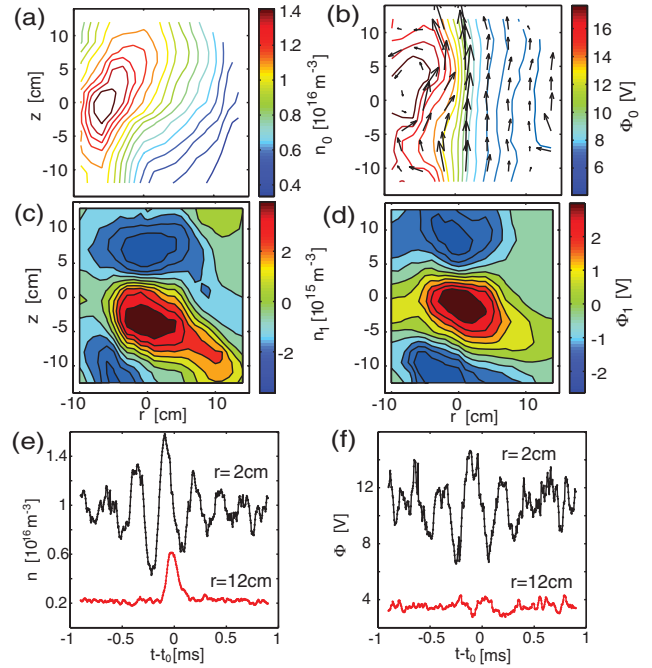 (a)
z [cm]
10
5
0
-5
-10
1.4
1.2
1
0.8
0.6
0.4
n0 [10^16 m^-3]
(b)
13
10
5
0
-5
-10
-14
16
14
12
10
8
6
Φ0 [V]
(c)
z [cm]
10
5
0
-5
-10
-10 0 10
r [cm]
2
0
-2
n1 [10^15 m^-3]
(d)
10
5
0
-5
-10
-10 0 10
r [cm]
2
1
0
-1
-2
Φ1 [V]
(e)
n [10^16 m^-3]
1.4
1
0.6
0.2
r=2cm
r=12cm
-1 -0.5 0 0.5 1
t-t0[ms]
(f)
Φ [V]
12
8
4
r=2cm
r=12cm
-1 -0.5 0 0.5 1
t-t0[ms]